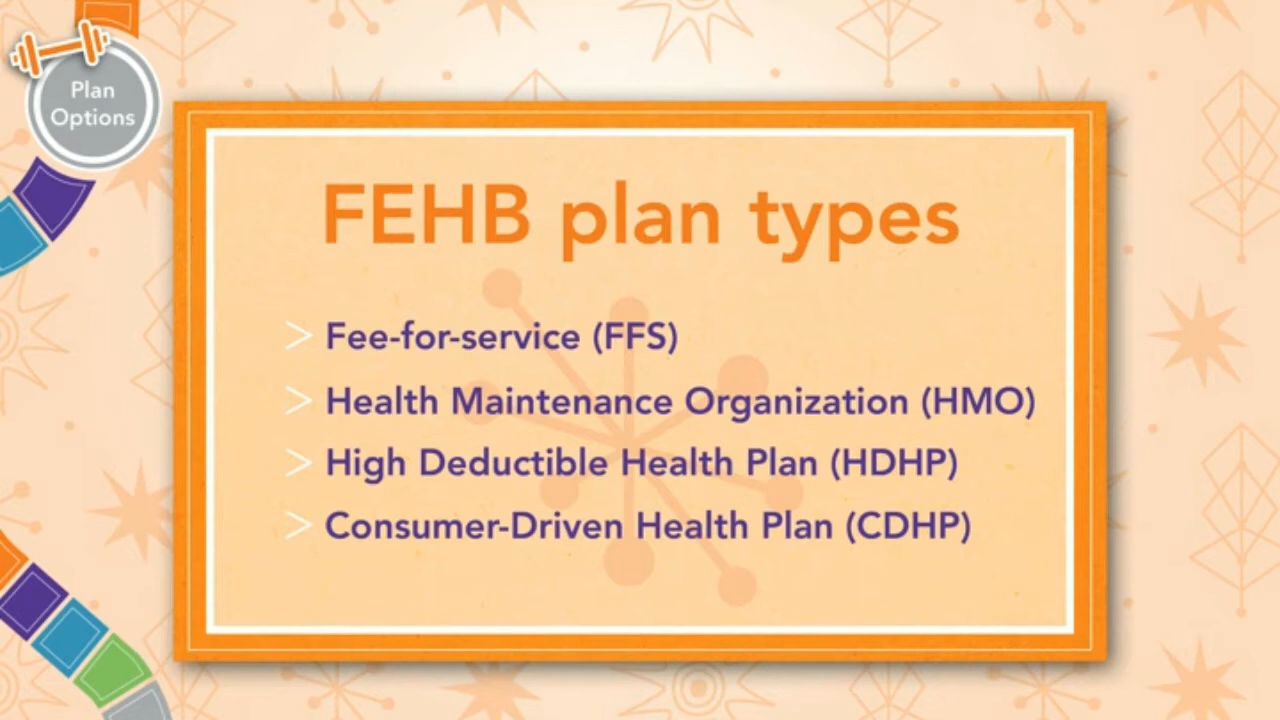 Plan
Options
FEHB plan types
> Fee-for-service (FFS)
> Health Maintenance Organization (HMO)
> High Deductible Health Plan (HDHP)
> Consumer-Driven Health Plan (CDHP)